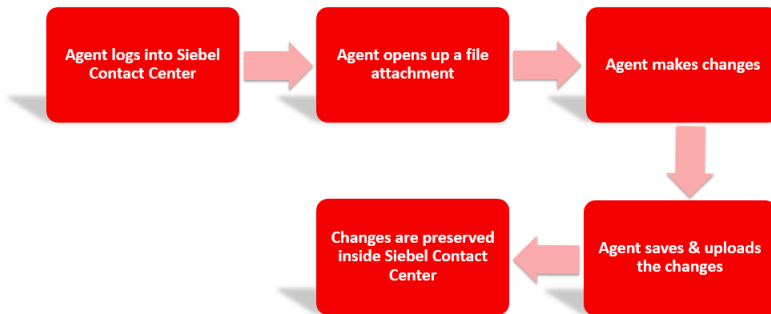 Agent logs into Siebel
Contact Center
Agent opens up a file
attachment
Agent makes changes
Agent saves & uploads
the changes
Changes are preserved
inside Siebel Contact
Center